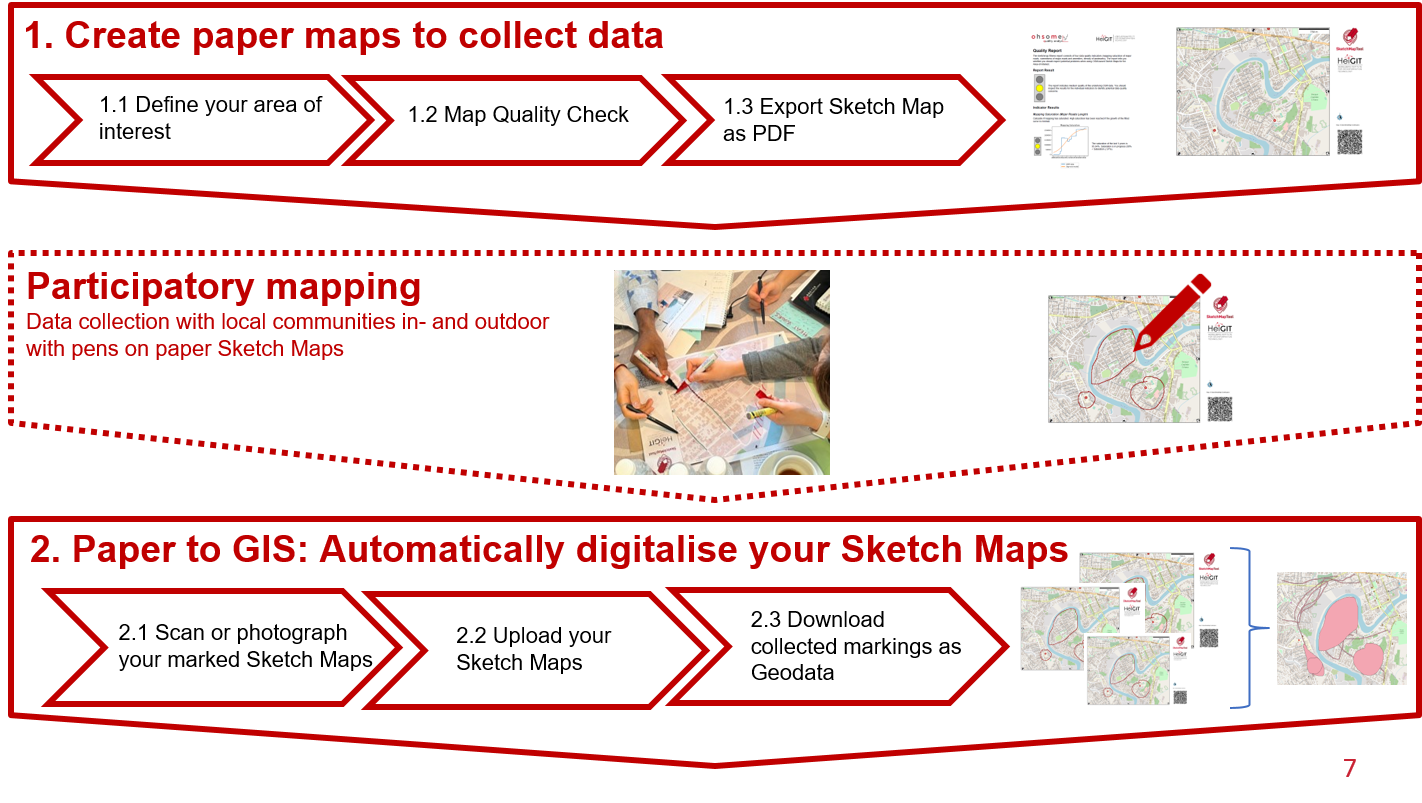 1. Create paper maps to collect data
1.1 Define your area of
interest
1.2 Map Quality Check
1.3 Export Sketch Map
as PDF
ohsome
HeiGIT
Quality Report
Report Result
Indicator Results
SketchMapTool
HeiGIT
Participatory mapping
Data collection with local communities in- and outdoor
with pens on paper Sketch Maps
HeiGIT
SketchMapTool
HeiGIT
2. Paper to GIS: Automatically digitalise your Sketch Maps
2.1 Scan or photograph
your marked Sketch Maps
2.2 Upload your
Sketch Maps
2.3 Download
collected markings as
Geodata
SketchMapTool
HeiGIT
HeiGIT
HeiGIT
7